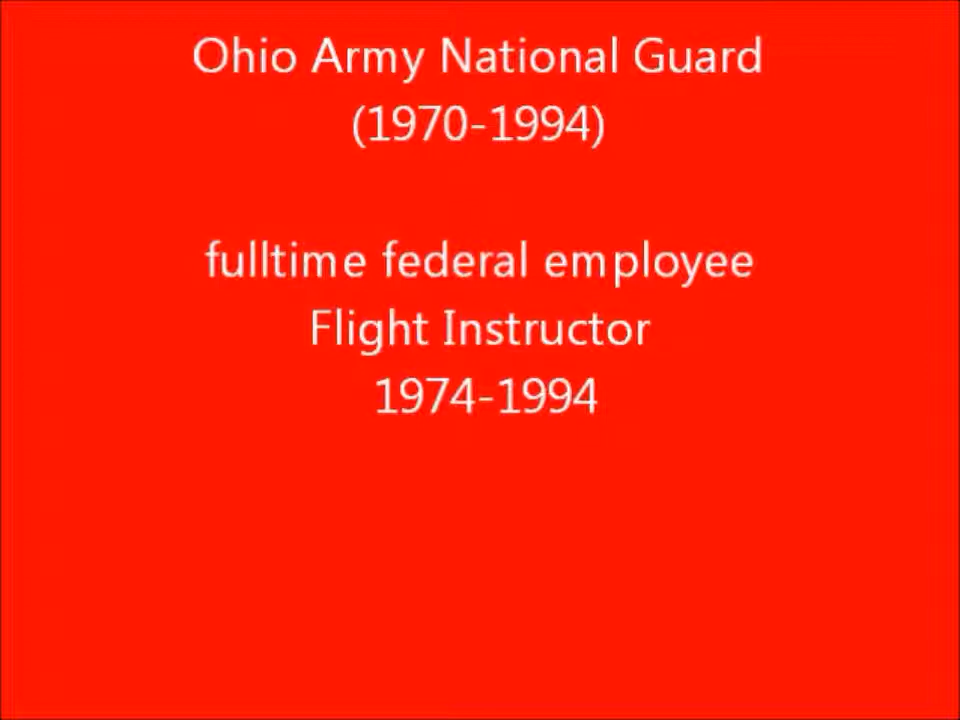 Ohio Army National Guard
(1970-1994)
fulltime federal employee
Flight Instructor
1974-1994